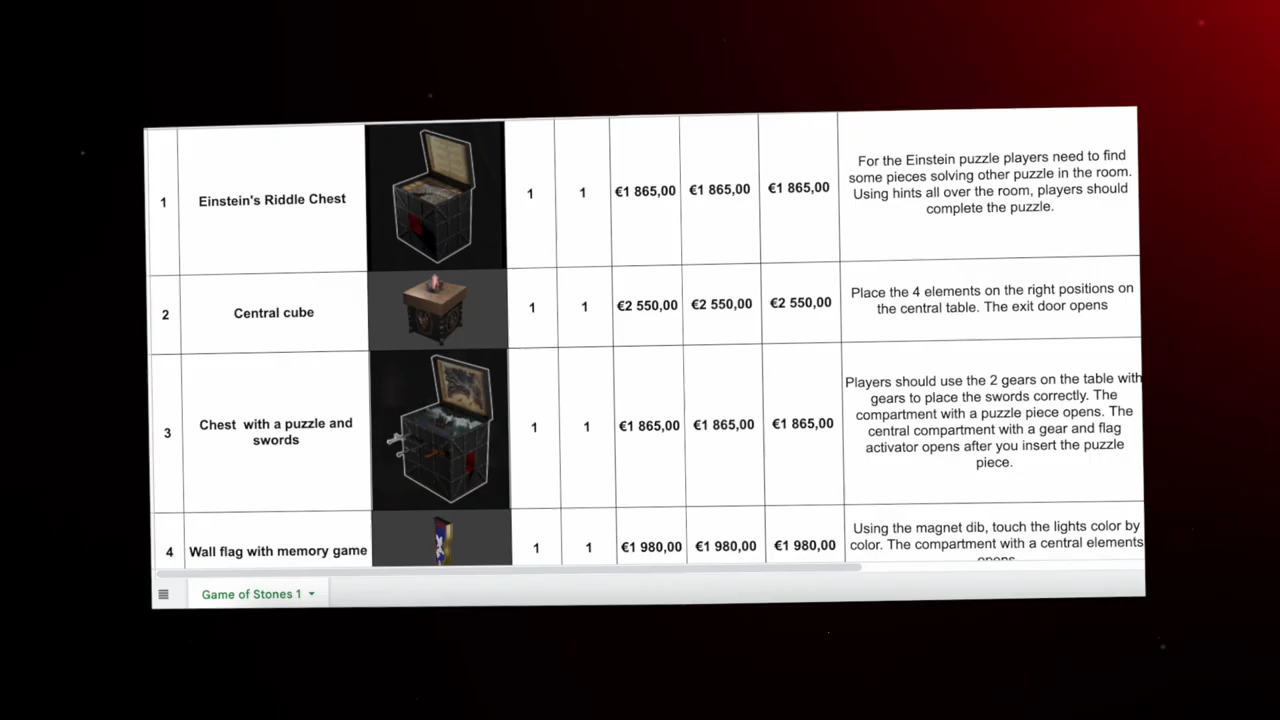 1
Einstein's Riddle Chest
1
1
€1 865,00
€1 865,00
€1 865,00
For the Einstein puzzle players need to find
some pieces solving other puzzle in the room.
Using hints all over the room, players should
complete the puzzle.
2
Central cube
1
1
€2 550,00
€2 550,00
€2 550,00
Place the 4 elements on the right positions on
the central table. The exit door opens
3
Chest with a puzzle and
swords
1
1
€1 865,00
€1 865,00
€1 865,00
Players should use the 2 gears on the table with
gears to place the swords correctly. The
compartment with a puzzle piece opens. The
central compartment with a gear and flag
activator opens after you insert the puzzle
piece.
4
Wall flag with memory game
1
1
€1 980,00
€1 980,00
€1 980,00
Using the magnet dib, touch the lights color by
color. The compartment with a central elements
opens
Game of Stones 1